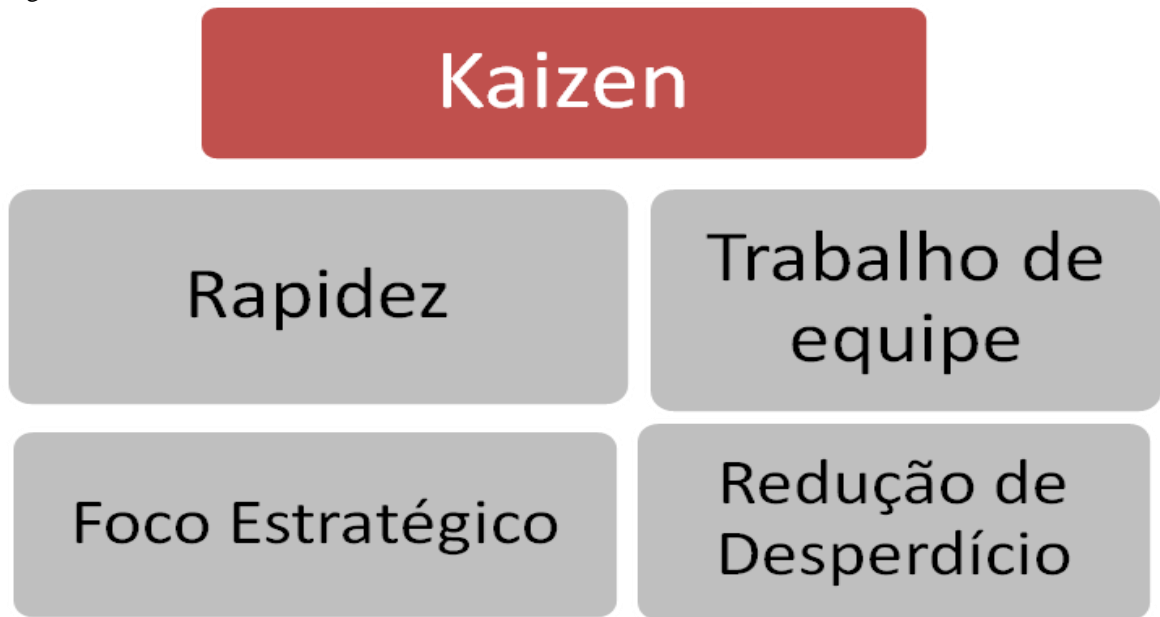 Kaizen
Rapidez
Trabalho de
equipe
Foco Estratégico
Redução de
Desperdício